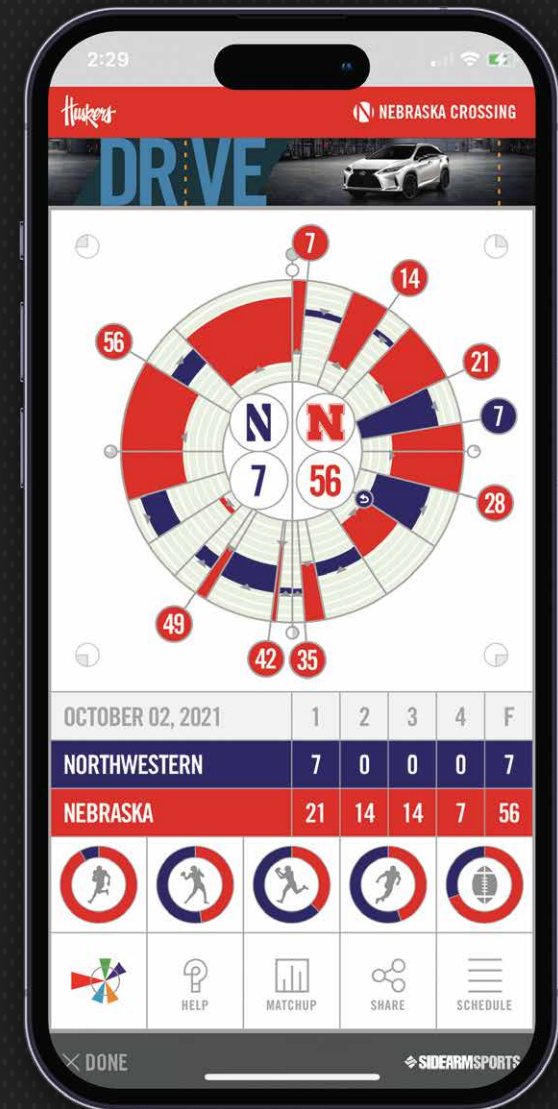 2:29
Huskers
N NEBRASKA CROSSING
DRIVE
7
14
56
21
7
N N
7 56
28
49
42 35
OCTOBER 02, 2021 1 2 3 4 F
NORTHWESTERN 7 0 0 0 7
NEBRASKA 21 14 14 7 56
HELP MATCHUP SHARE SCHEDULE
× DONE SIDEARMSPORTS